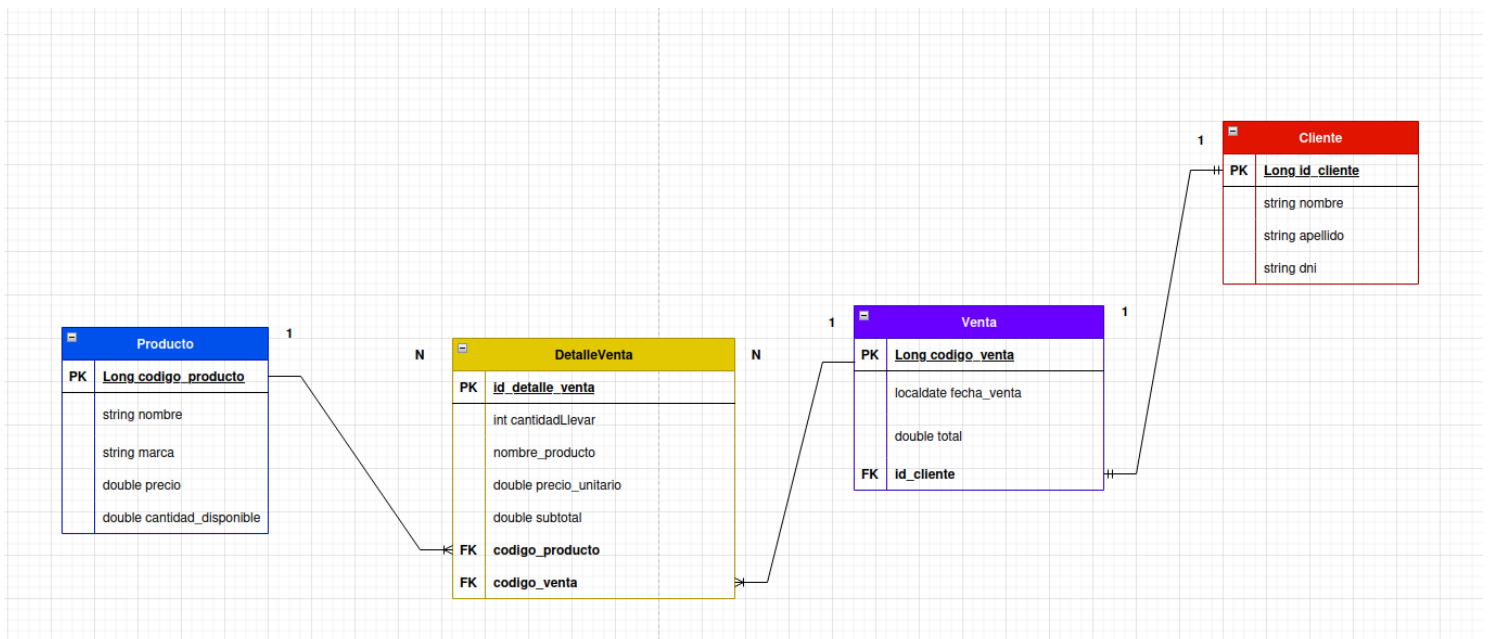 Producto
PK Long codigo_producto
string nombre
string marca
double precio
double cantidad_disponible
1
N
DetalleVenta
PK id_detalle_venta
int cantidadLlevar
nombre_producto
double precio_unitario
double subtotal
FK codigo_producto
FK codigo_venta
N
1
Venta
PK Long codigo_venta
localdate fecha_venta
double total
FK id_cliente
1
1
Cliente
PK Long id_cliente
string nombre
string apellido
string dni